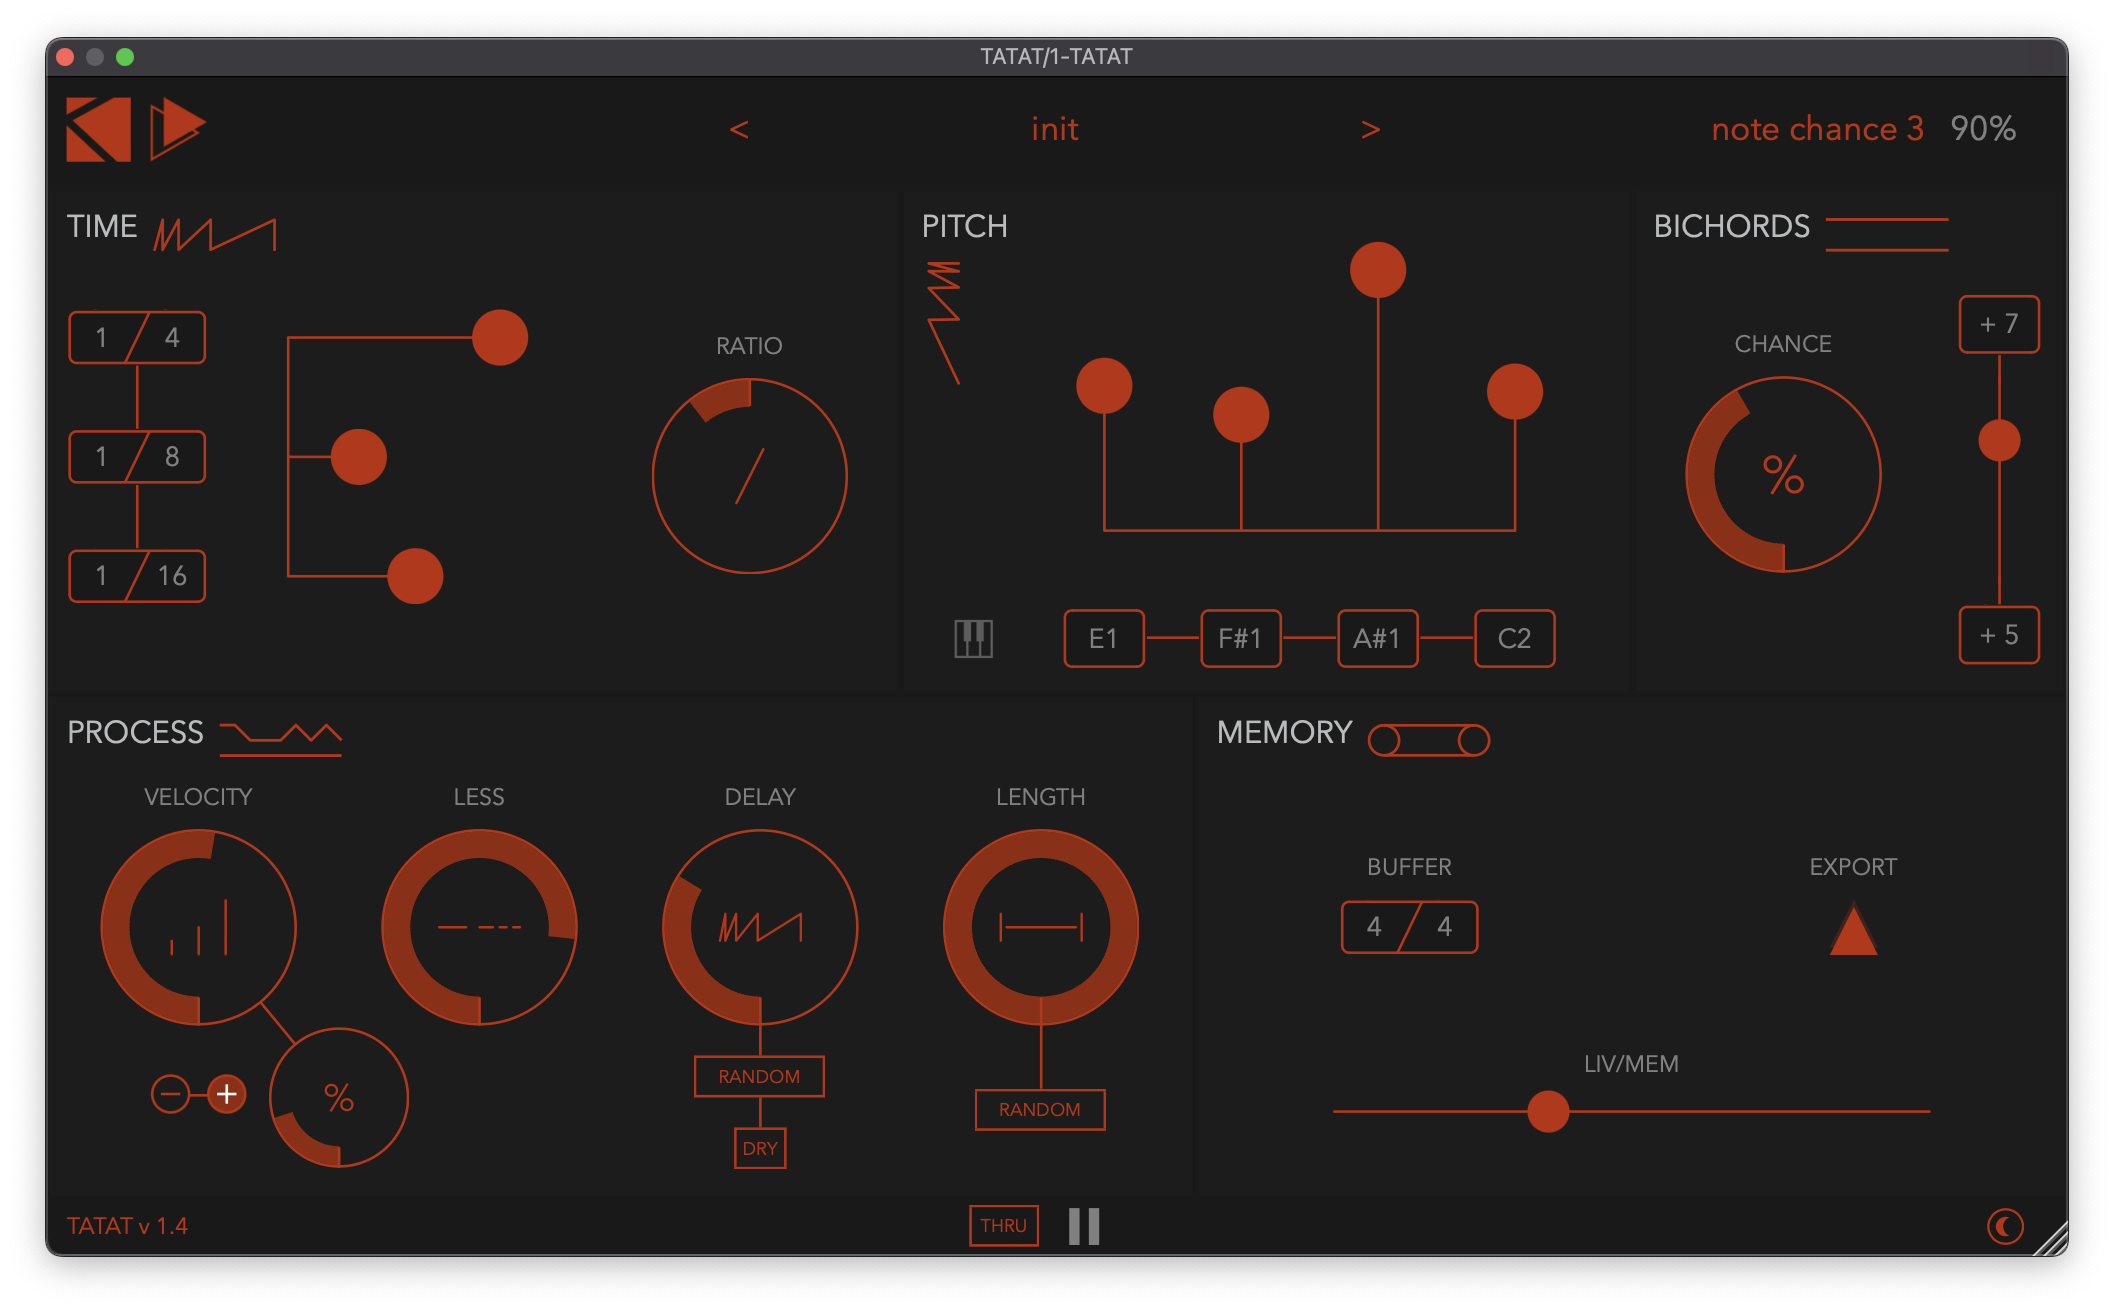 TATAT/1-TATAT
< init > note chance 3 90%
TIME
1 / 4
1 / 8
1 / 16
RATIO
/
PITCH
E1 F#1 A#1 C2
BICHORDS
CHANCE
%
+ 7
+ 5
PROCESS
VELOCITY LESS DELAY LENGTH
− +
%
RANDOM
DRY
RANDOM
MEMORY
BUFFER
4 / 4
EXPORT
LIV/MEM
TATAT v 1.4
THRU